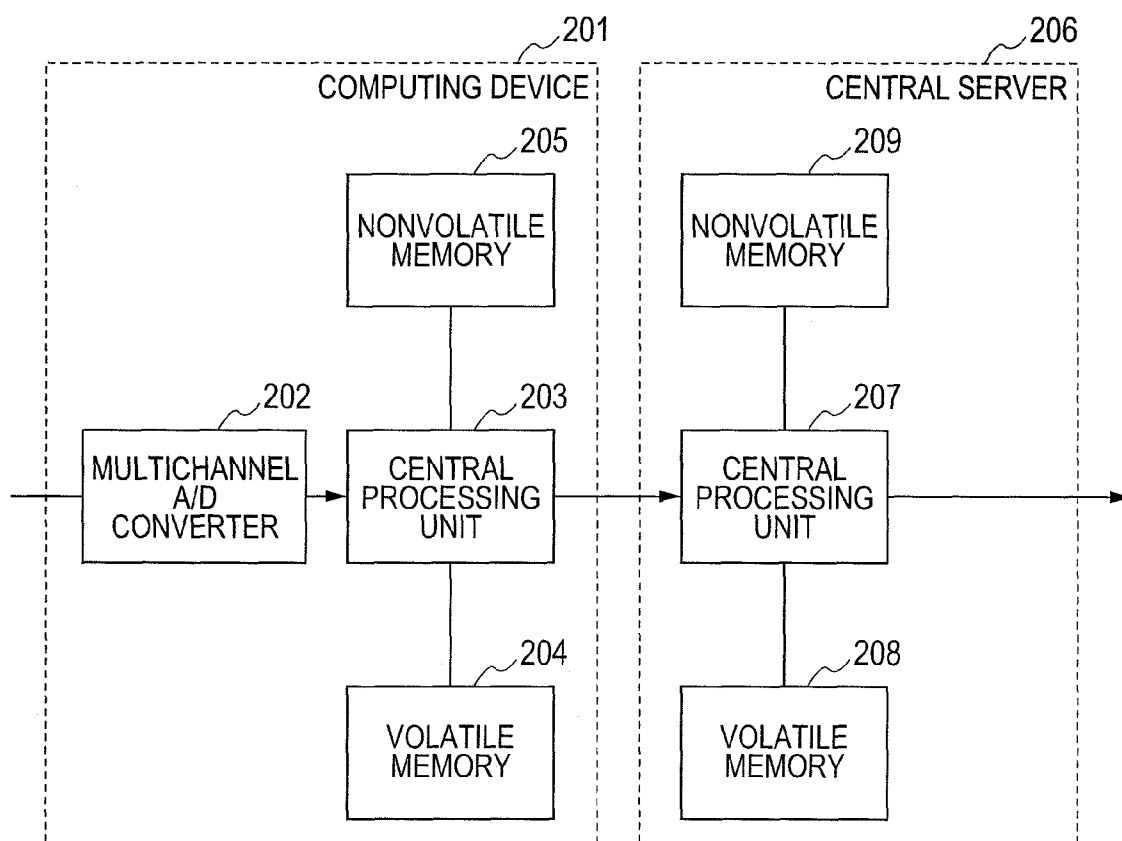 201
206
COMPUTING DEVICE
CENTRAL SERVER
205
209
NONVOLATILE
MEMORY
NONVOLATILE
MEMORY
202
203
207
MULTICHANNEL
A/D
CONVERTER
CENTRAL
PROCESSING
UNIT
CENTRAL
PROCESSING
UNIT
204
208
VOLATILE
MEMORY
VOLATILE
MEMORY